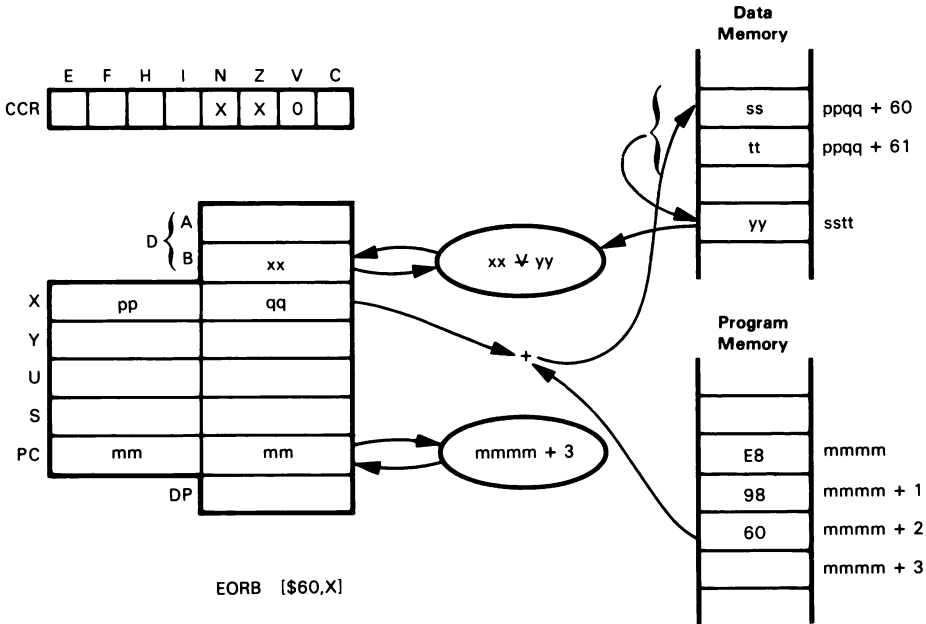 Data
Memory
E F H I N Z V C
CCR X X 0
ss ppqq + 60
tt ppqq + 61
yy sstt
D { A
B xx
xx ⊻ yy
X pp qq
Y
U
S
PC mm mm
DP
+
mmmm + 3
Program
Memory
E8 mmmm
98 mmmm + 1
60 mmmm + 2
mmmm + 3
EORB [$60,X]